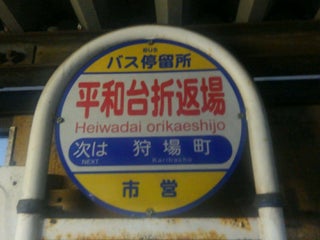 バス停留所
平和台折返場
Heiwadai orikaeshijo
次は 狩場町
NEXT Karibacho
市営